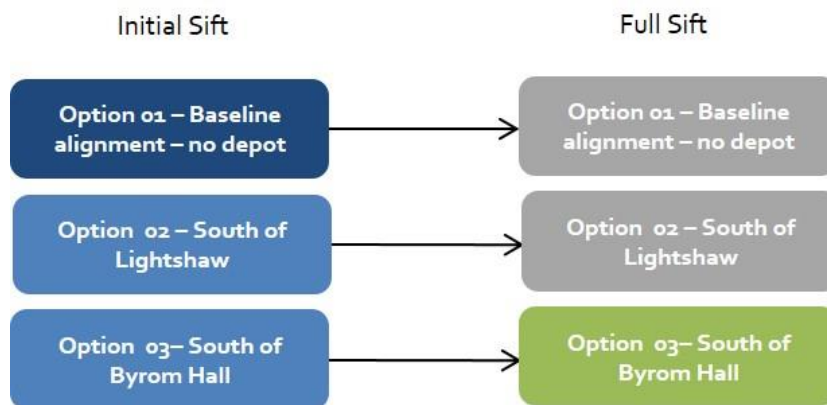 Initial Sift
Full Sift
Option 01 – Baseline
alignment – no depot
Option 01 – Baseline
alignment – no depot
Option 02 – South of
Lightshaw
Option 02 – South of
Lightshaw
Option 03– South of
Byrom Hall
Option 03– South of
Byrom Hall